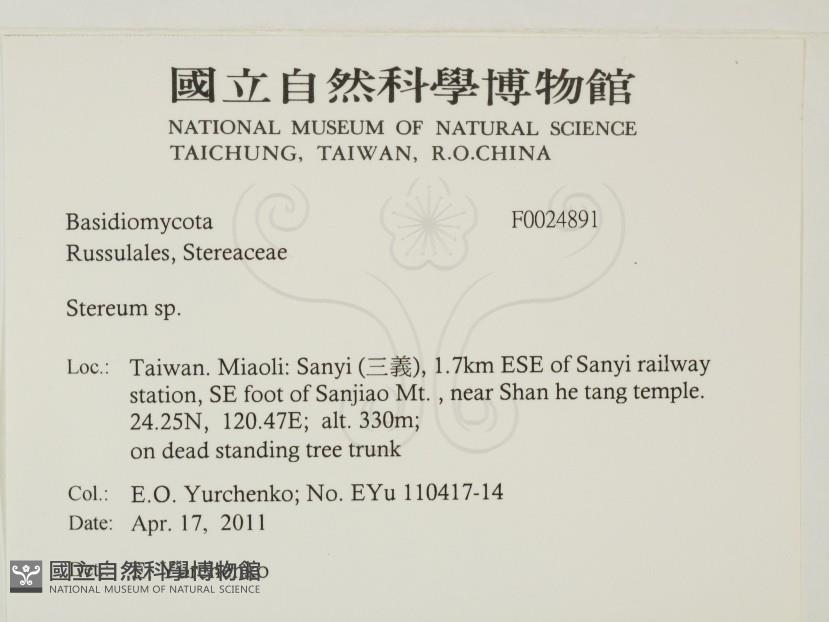 國立自然科學博物館
NATIONAL MUSEUM OF NATURAL SCIENCE
TAICHUNG, TAIWAN, R.O.CHINA
Basidiomycota F0024891
Russulales, Stereaceae
Stereum sp.
Loc.: Taiwan. Miaoli: Sanyi (三義), 1.7km ESE of Sanyi railway
station, SE foot of Sanjiao Mt. , near Shan he tang temple.
24.25N, 120.47E; alt. 330m;
on dead standing tree trunk
Col.: E.O. Yurchenko; No. EYu 110417-14
Date: Apr. 17, 2011
國立自然科學博物館
NATIONAL MUSEUM OF NATURAL SCIENCE